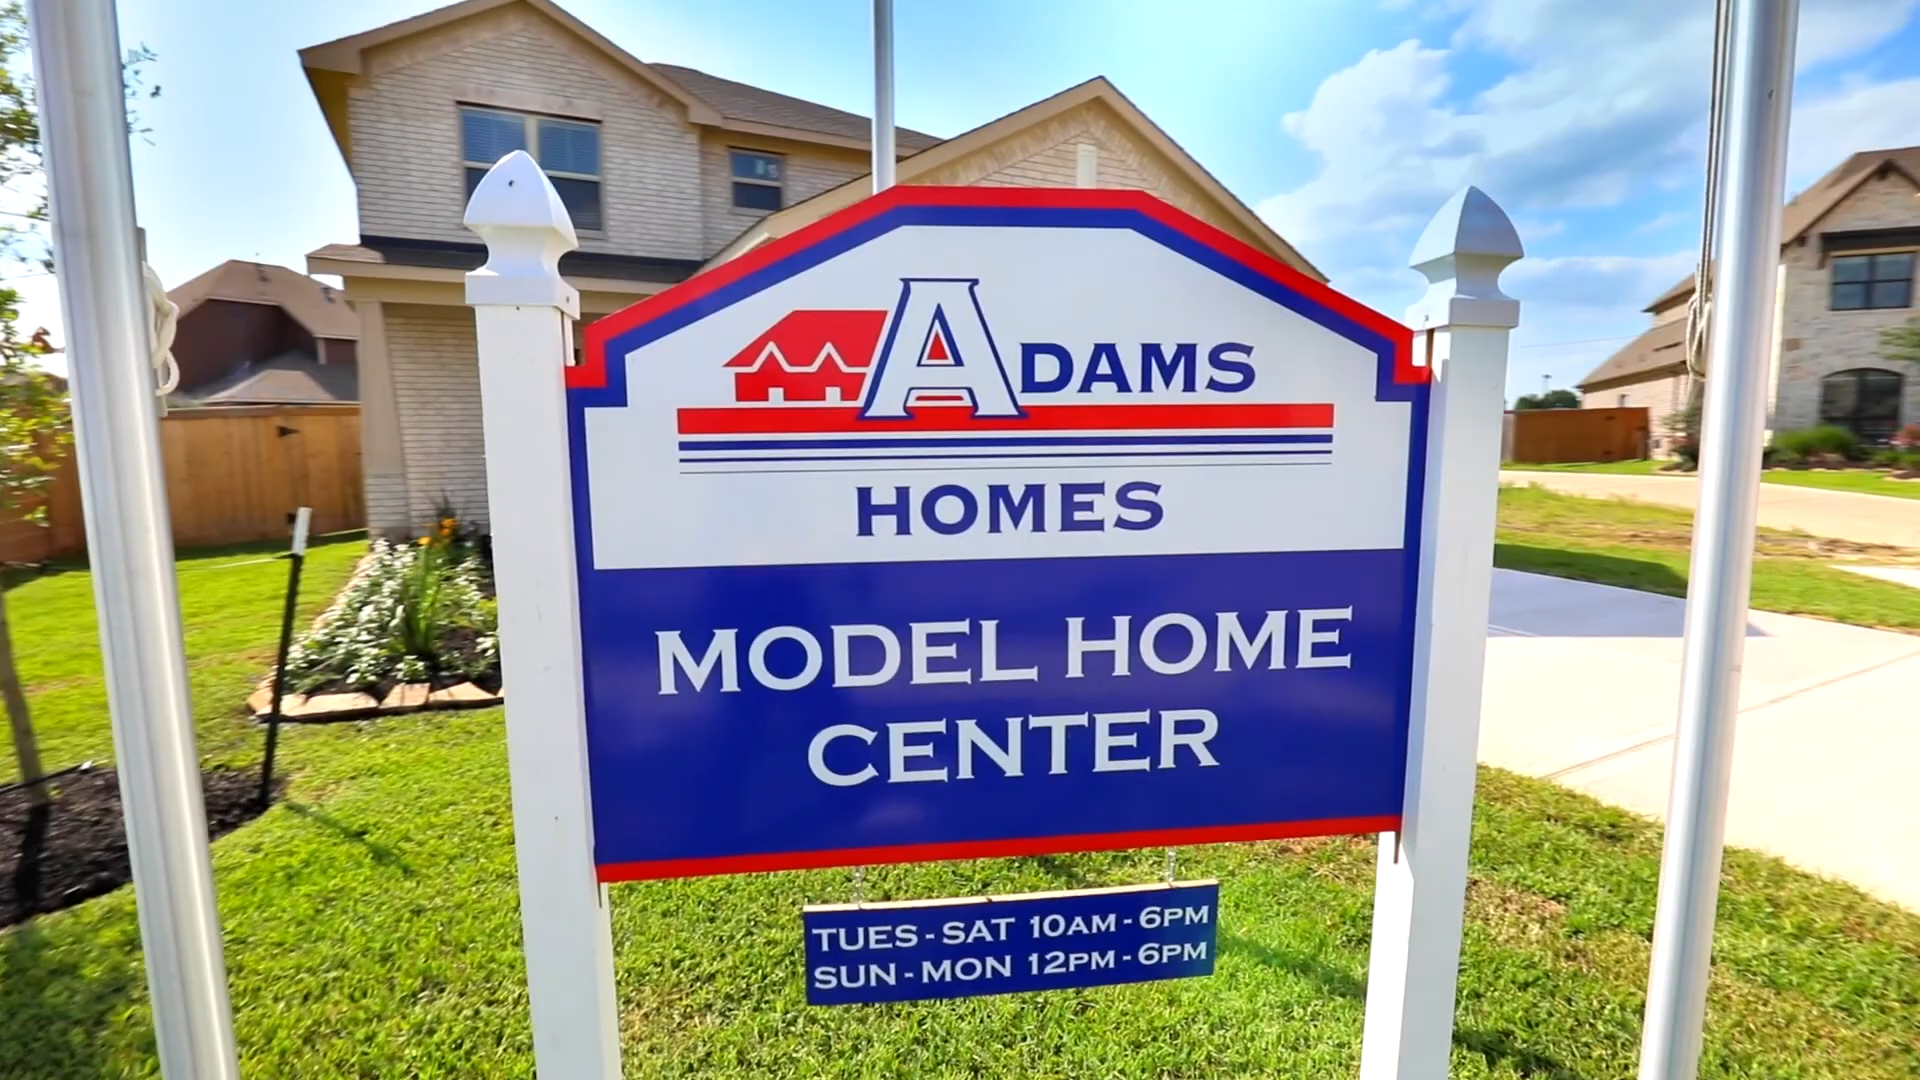 ADAMS
HOMES
MODEL HOME
CENTER
TUES - SAT 10AM - 6PM
SUN - MON 12PM - 6PM